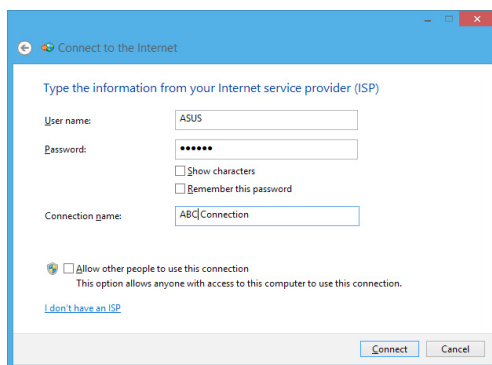 Connect to the Internet
Type the information from your Internet service provider (ISP)
User name: ASUS
Password: ••••••
Show characters
Remember this password
Connection name: ABC Connection
Allow other people to use this connection
This option allows anyone with access to this computer to use this connection.
I don't have an ISP
Connect Cancel